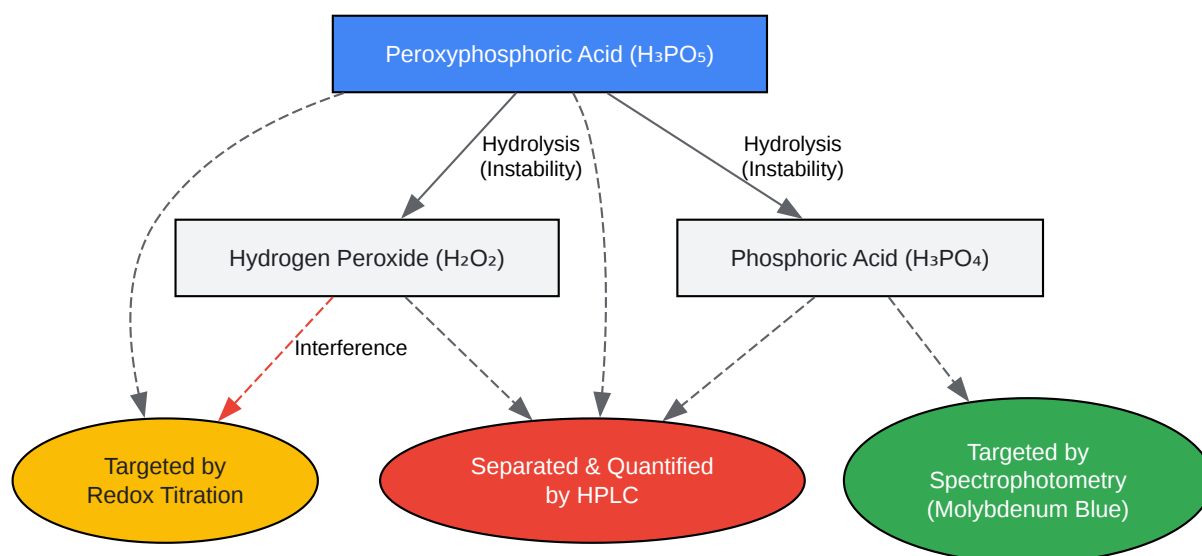 Peroxyphosphoric Acid (H₃PO₅)
Hydrolysis
(Instability)
Hydrolysis
(Instability)
Hydrogen Peroxide (H₂O₂)
Phosphoric Acid (H₃PO₄)
Interference
Targeted by
Redox Titration
Separated & Quantified
by HPLC
Targeted by
Spectrophotometry
(Molybdenum Blue)